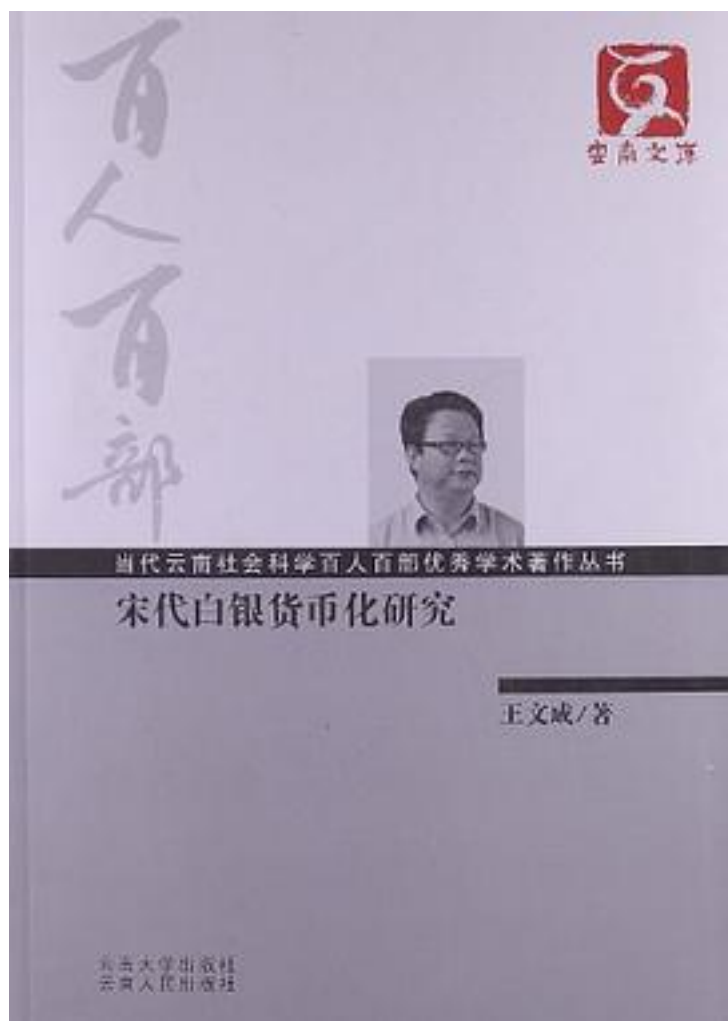 百人百部
云南文库
当代云南社会科学百人百部优秀学术著作丛书
宋代白银货币化研究
王文成/著
云南大学出版社
云南人民出版社